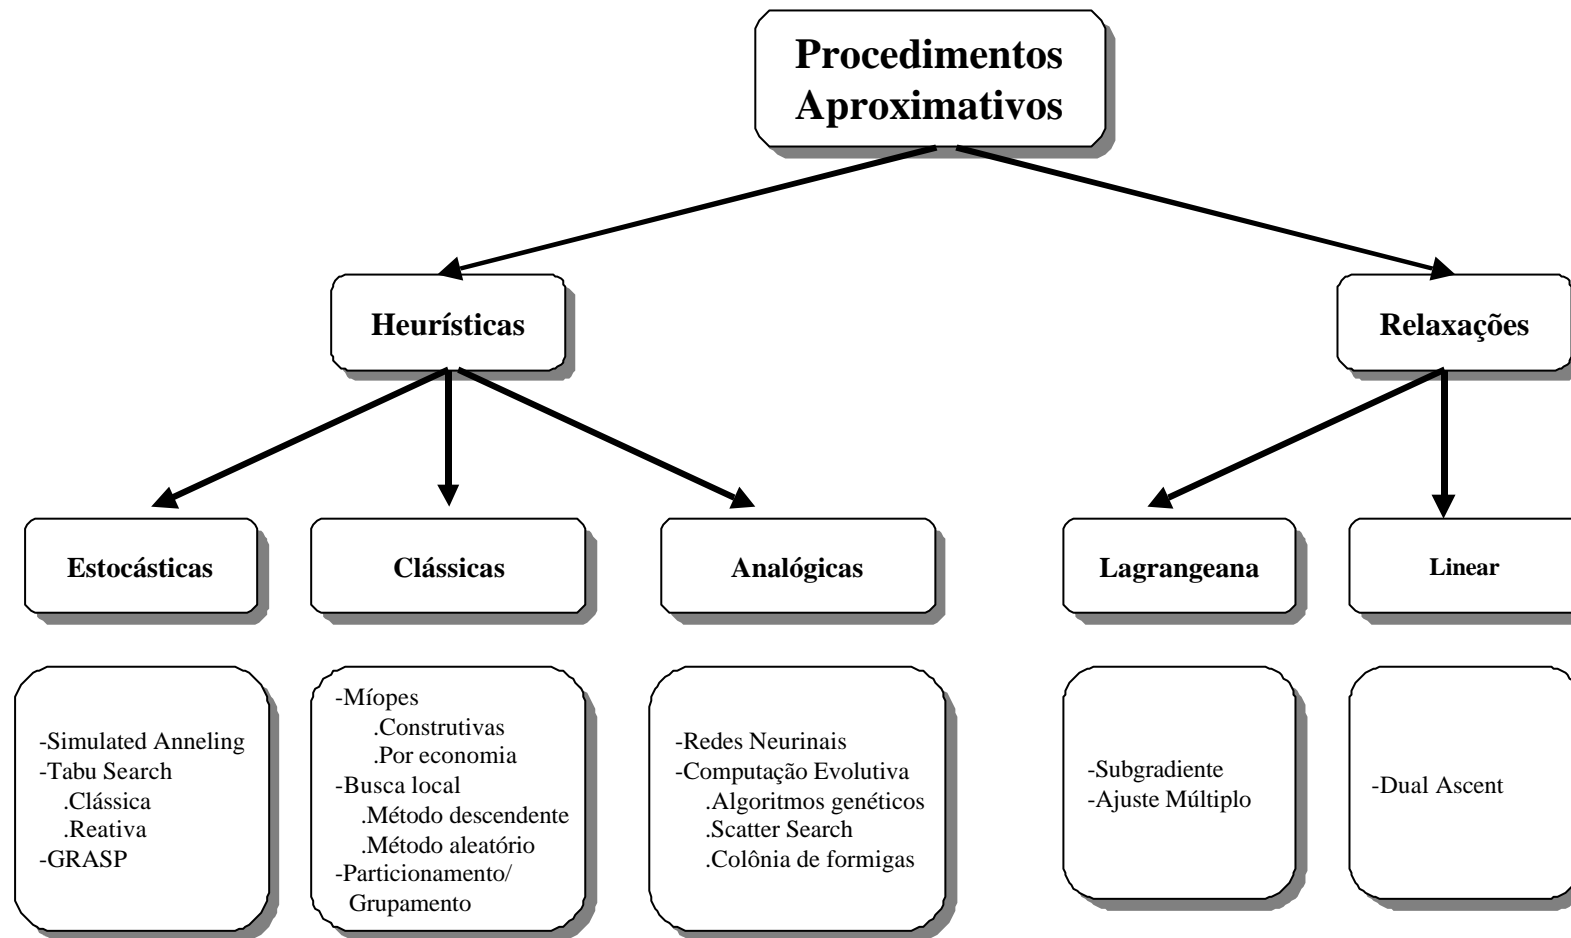 Procedimentos
Aproximativos
Heurísticas
Relaxações
Estocásticas
Clássicas
Analógicas
Lagrangeana
Linear
-Simulated Anneling
-Tabu Search
.Clássica
.Reativa
-GRASP
-Míopes
.Construtivas
.Por economia
-Busca local
.Método descendente
.Método aleatório
-Particionamento/
Grupamento
-Redes Neurinais
-Computação Evolutiva
.Algoritmos genéticos
.Scatter Search
.Colônia de formigas
-Subgradiente
-Ajuste Múltiplo
-Dual Ascent